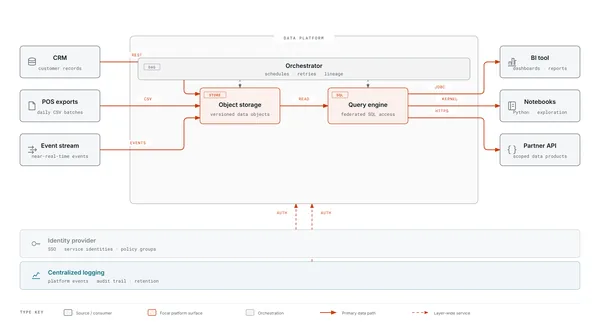 DATA PLATFORM
CRM
customer records
REST
DAG
Orchestrator
schedules · retries · lineage
BI tool
dashboards · reports
JDBC
POS exports
daily CSV batches
CSV
STORE
Object storage
versioned data objects
READ
SQL
Query engine
federated SQL access
KERNEL
HTTPS
Notebooks
Python · exploration
Event stream
near-real-time events
EVENTS
Partner API
scoped data products
AUTH
AUTH
Identity provider
SSO · service identities · policy groups
Centralized logging
platform events · audit trail · retention
TYPE KEY
Source / consumer
Focal platform surface
Orchestration
Primary data path
Layer-wide service